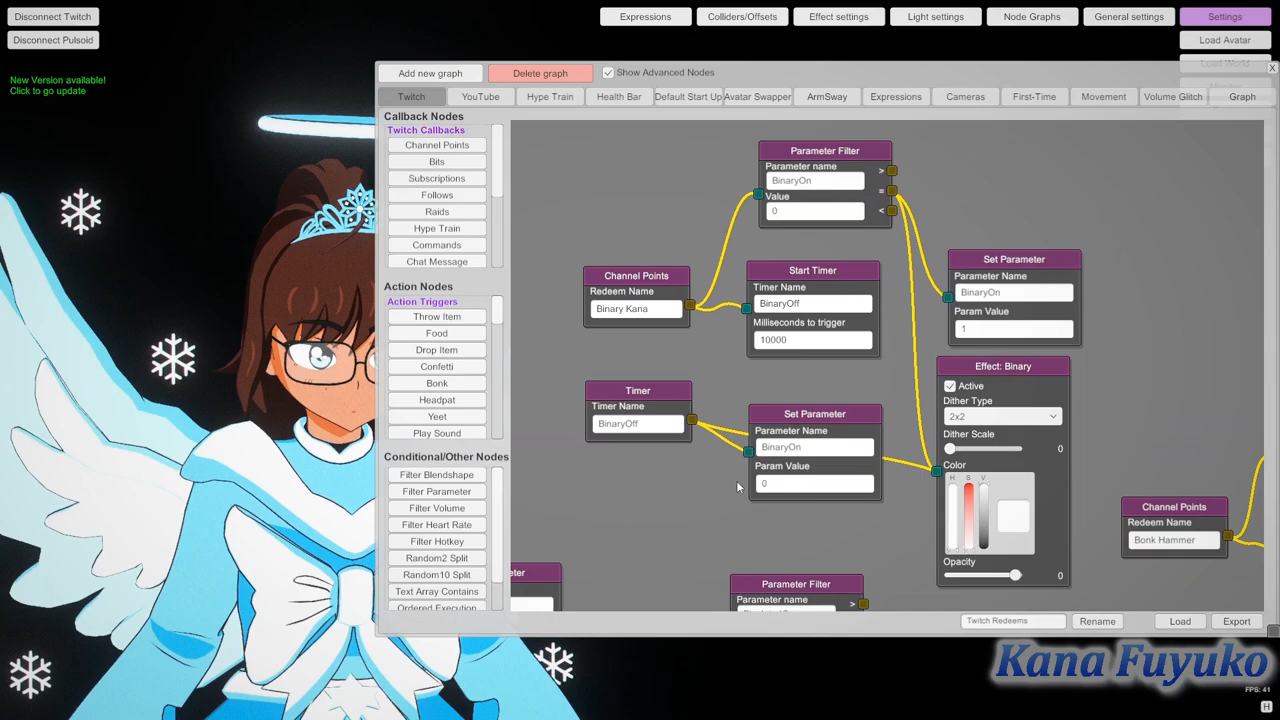 Disconnect Twitch
Disconnect Pulsoid
New Version available!
Click to go update
Expressions
Colliders/Offsets
Effect settings
Light settings
Node Graphs
General settings
Settings
Load Avatar
Load World
Add new graph
Delete graph
Show Advanced Nodes
X
Twitch
YouTube
Hype Train
Health Bar
Default Start Up
Avatar Swapper
ArmSway
Expressions
Cameras
First-Time
Movement
Volume Glitch
Graph
Callback Nodes
Twitch Callbacks
Channel Points
Bits
Subscriptions
Follows
Raids
Hype Train
Commands
Chat Message
Action Nodes
Action Triggers
Throw Item
Food
Drop Item
Confetti
Bonk
Headpat
Yeet
Play Sound
Conditional/Other Nodes
Filter Blendshape
Filter Parameter
Filter Volume
Filter Heart Rate
Filter Hotkey
Random2 Split
Random10 Split
Text Array Contains
Ordered Execution
Parameter Filter
Parameter name
BinaryOn
Value
0
>
=
<
Channel Points
Redeem Name
Binary Kana
Start Timer
Timer Name
BinaryOff
Milliseconds to trigger
10000
Set Parameter
Parameter Name
BinaryOn
Param Value
1
Timer
Timer Name
BinaryOff
Set Parameter
Parameter Name
BinaryOn
Param Value
0
Effect: Binary
Active
Dither Type
2x2
Dither Scale
0
Color
H S V
Opacity
0
Channel Points
Redeem Name
Bonk Hammer
eter
Parameter Filter
Parameter name
>
Twitch Redeems
Rename
Load
Export
Kana Fuyuko
FPS: 41
H